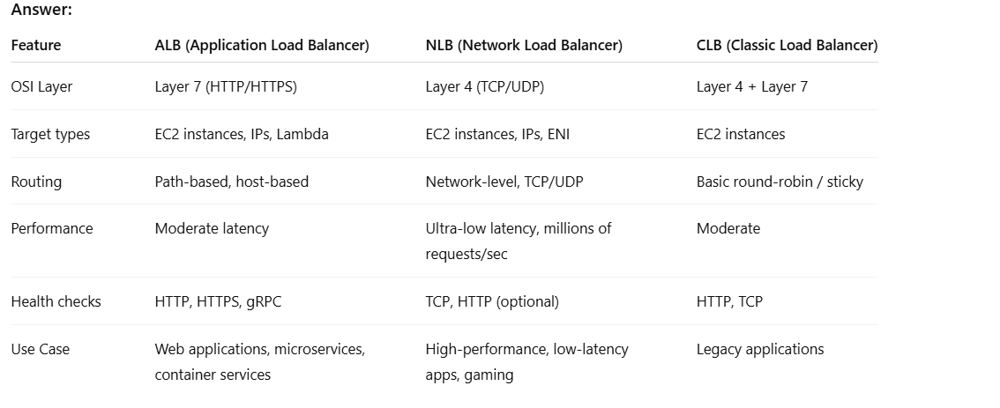 Answer:
Feature ALB (Application Load Balancer) NLB (Network Load Balancer) CLB (Classic Load Balancer)
OSI Layer Layer 7 (HTTP/HTTPS) Layer 4 (TCP/UDP) Layer 4 + Layer 7
Target types EC2 instances, IPs, Lambda EC2 instances, IPs, ENI EC2 instances
Routing Path-based, host-based Network-level, TCP/UDP Basic round-robin / sticky
Performance Moderate latency Ultra-low latency, millions of Moderate
requests/sec
Health checks HTTP, HTTPS, gRPC TCP, HTTP (optional) HTTP, TCP
Use Case Web applications, microservices, High-performance, low-latency Legacy applications
container services apps, gaming